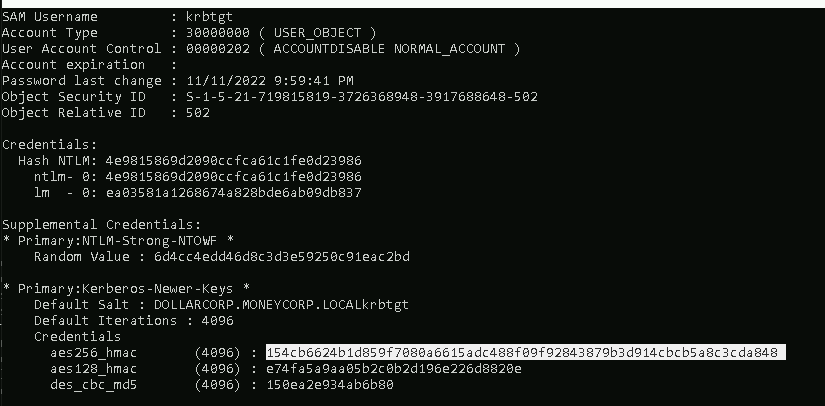 SAM Username         : krbtgt
Account Type         : 30000000 ( USER_OBJECT )
User Account Control : 00000202 ( ACCOUNTDISABLE NORMAL_ACCOUNT )
Account expiration   :
Password last change : 11/11/2022 9:59:41 PM
Object Security ID   : S-1-5-21-719815819-3726368948-3917688648-502
Object Relative ID   : 502
Credentials:
  Hash NTLM: 4e9815869d2090ccfca61c1fe0d23986
    ntlm- 0: 4e9815869d2090ccfca61c1fe0d23986
    lm  - 0: ea03581a1268674a828bde6ab09db837
Supplemental Credentials:
* Primary:NTLM-Strong-NTOWF *
    Random Value : 6d4cc4edd46d8c3d3e59250c91eac2bd
* Primary:Kerberos-Newer-Keys *
    Default Salt : DOLLARCORP.MONEYCORP.LOCALkrbtgt
    Default Iterations : 4096
    Credentials
      aes256_hmac       (4096) : 154cb6624b1d859f7080a6615adc488f09f92843879b3d914cbcb5a8c3cda848
      aes128_hmac       (4096) : e74fa5a9aa05b2c0b2d196e226d8820e
      des_cbc_md5       (4096) : 150ea2e934ab6b80